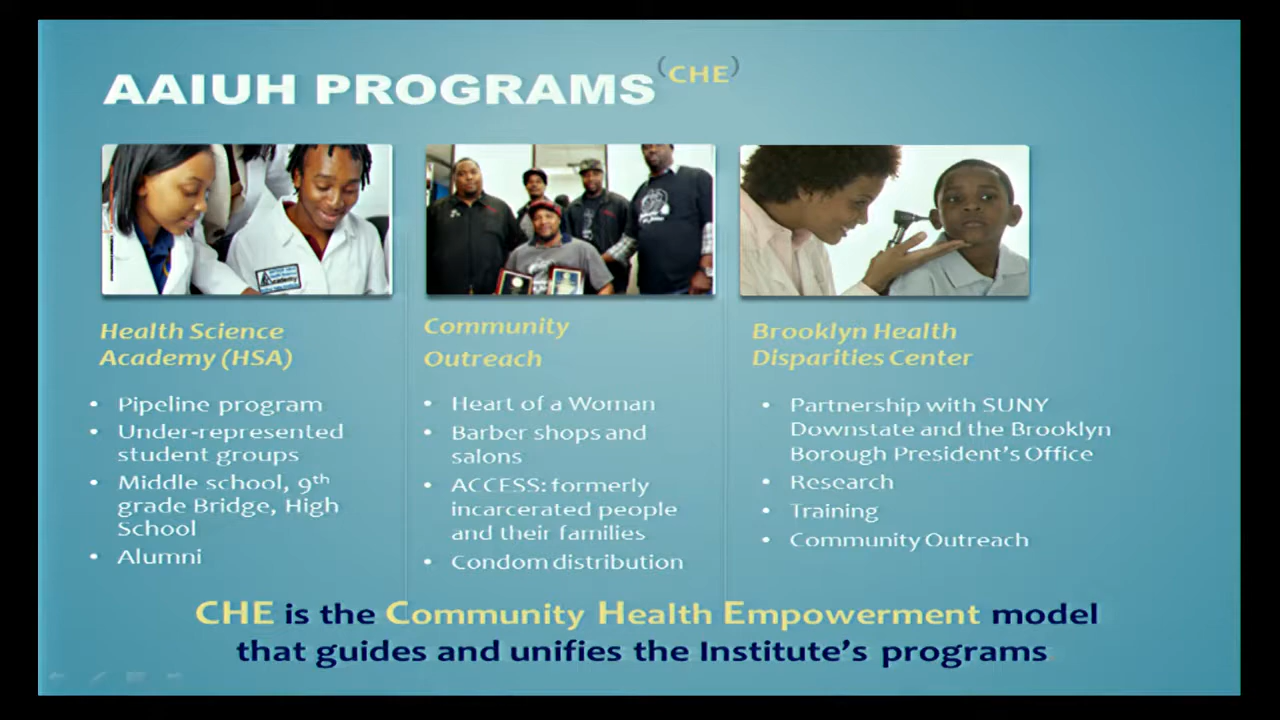 AAIUH PROGRAMS (CHE)
Health Science
Academy (HSA)
• Pipeline program
• Under-represented
student groups
• Middle school, 9th
grade Bridge, High
School
• Alumni
Community
Outreach
• Heart of a Woman
• Barber shops and
salons
• ACCESS: formerly
incarcerated people
and their families
• Condom distribution
Brooklyn Health
Disparities Center
• Partnership with SUNY
Downstate and the Brooklyn
Borough President's Office
• Research
• Training
• Community Outreach
CHE is the Community Health Empowerment model
that guides and unifies the Institute's programs
Academy